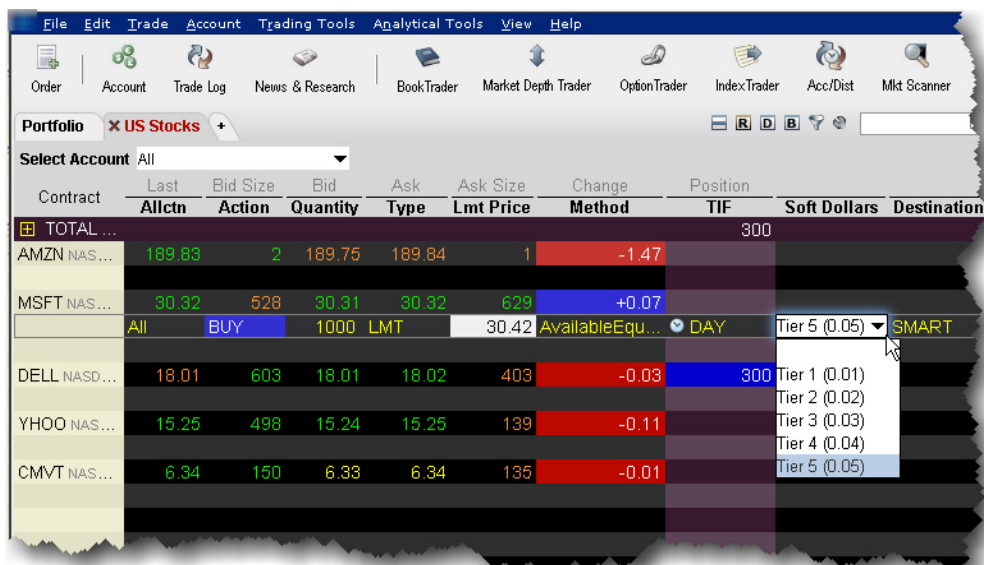 File Edit Trade Account Trading Tools Analytical Tools View Help
Order Account Trade Log News & Research BookTrader Market Depth Trader OptionTrader IndexTrader Acc/Dist Mkt Scanner
Portfolio X US Stocks + R D B
Select Account All
Contract Last Bid Size Bid Ask Ask Size Change Position
Allctn Action Quantity Type Lmt Price Method TIF Soft Dollars Destination
TOTAL ... 300
AMZN NAS... 189.83 2 189.75 189.84 1 -1.47
MSFT NAS... 30.32 528 30.31 30.32 629 +0.07
All BUY 1000 LMT 30.42 AvailableEqu... DAY Tier 5 (0.05) SMART
DELL NASD... 18.01 603 18.01 18.02 403 -0.03 300 Tier 1 (0.01)
Tier 2 (0.02)
YHOO NAS... 15.25 498 15.24 15.25 139 -0.11 Tier 3 (0.03)
Tier 4 (0.04)
CMVT NAS... 6.34 150 6.33 6.34 135 -0.01 Tier 5 (0.05)